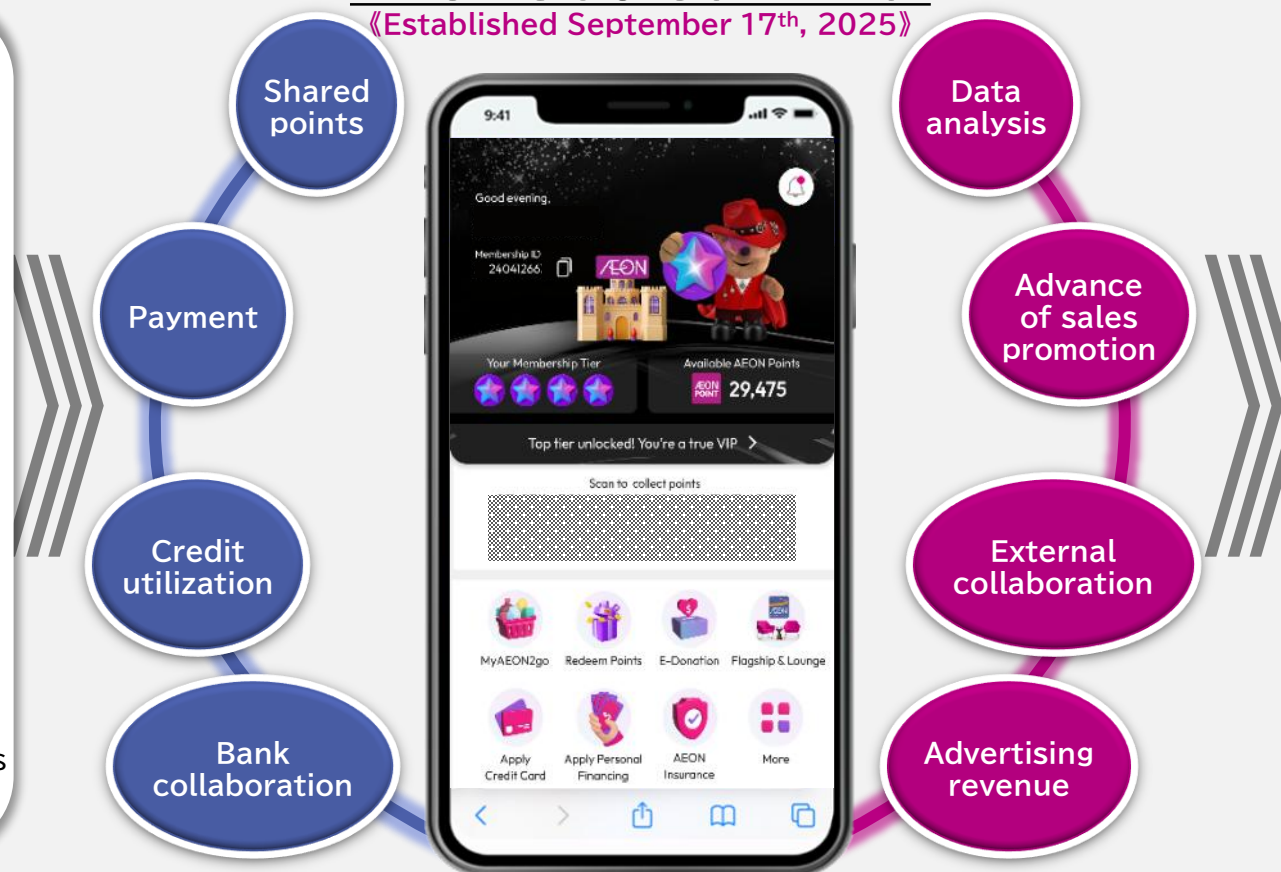 《Established September 17th, 2025》
Shared
points
Payment
Credit
utilization
Bank
collaboration
s
9:41
Good evening,
Membership ID
24041266
ÆON
Your Membership Tier
Available AEON Points
ÆON
POINT
29,475
Top tier unlocked! You're a true VIP >
Scan to collect points
MyAEON2go
Redeem Points
E-Donation
Flagship & Lounge
Apply
Credit Card
Apply Personal
Financing
AEON
Insurance
More
Data
analysis
Advance
of sales
promotion
External
collaboration
Advertising
revenue